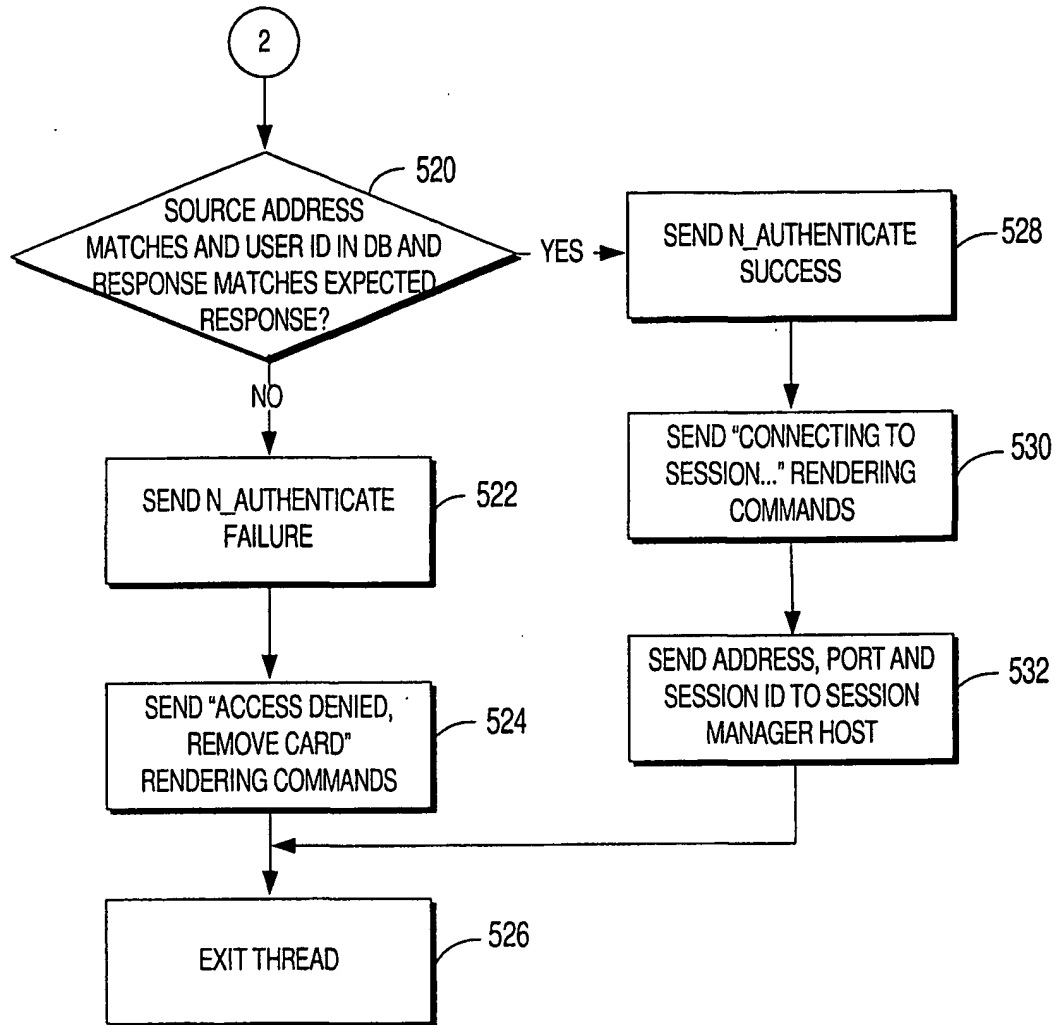 2
520
SOURCE ADDRESS
MATCHES AND USER ID IN DB AND
RESPONSE MATCHES EXPECTED
RESPONSE?
YES
SEND N_AUTHENTICATE
SUCCESS
528
NO
SEND "CONNECTING TO
SESSION..." RENDERING
COMMANDS
530
SEND N_AUTHENTICATE
FAILURE
522
SEND ADDRESS, PORT AND
SESSION ID TO SESSION
MANAGER HOST
532
SEND "ACCESS DENIED,
REMOVE CARD"
RENDERING COMMANDS
524
EXIT THREAD
526